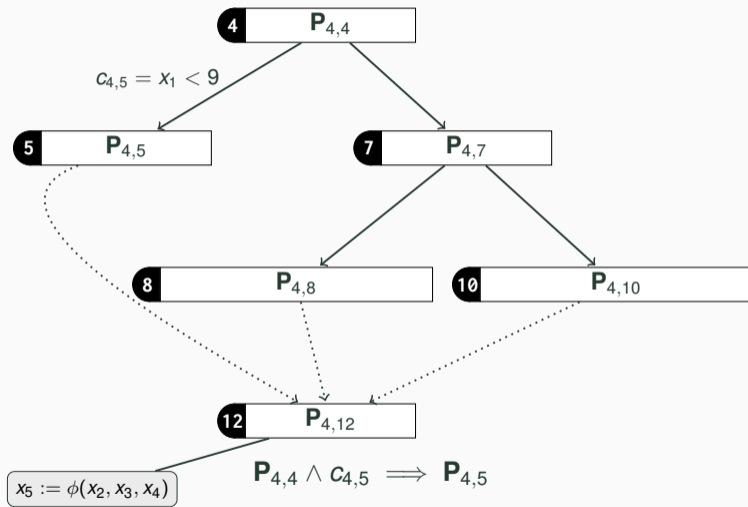 4 P4,4
c4,5 = x1 < 9
5 P4,5
7 P4,7
8 P4,8
10 P4,10
12 P4,12
x5 := ϕ(x2, x3, x4)
P4,4 ∧ c4,5 ⟹ P4,5